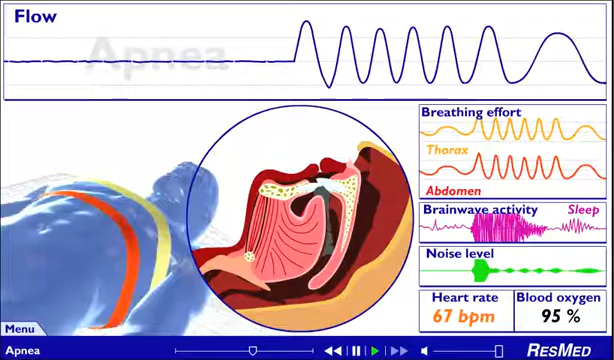 Flow
Apnea
Breathing effort
Thorax
Abdomen
Brainwave activity
Sleep
Noise level
Heart rate
67 bpm
Blood oxygen
95 %
Menu
Apnea
RESMED